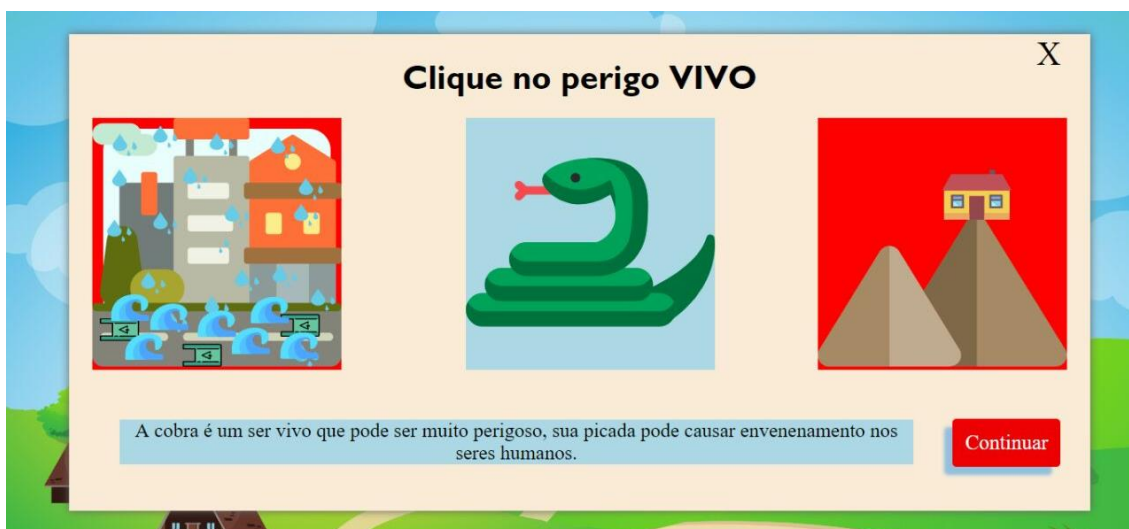 X
Clique no perigo VIVO
A cobra é um ser vivo que pode ser muito perigoso, sua picada pode causar envenenamento nos
seres humanos.
Continuar